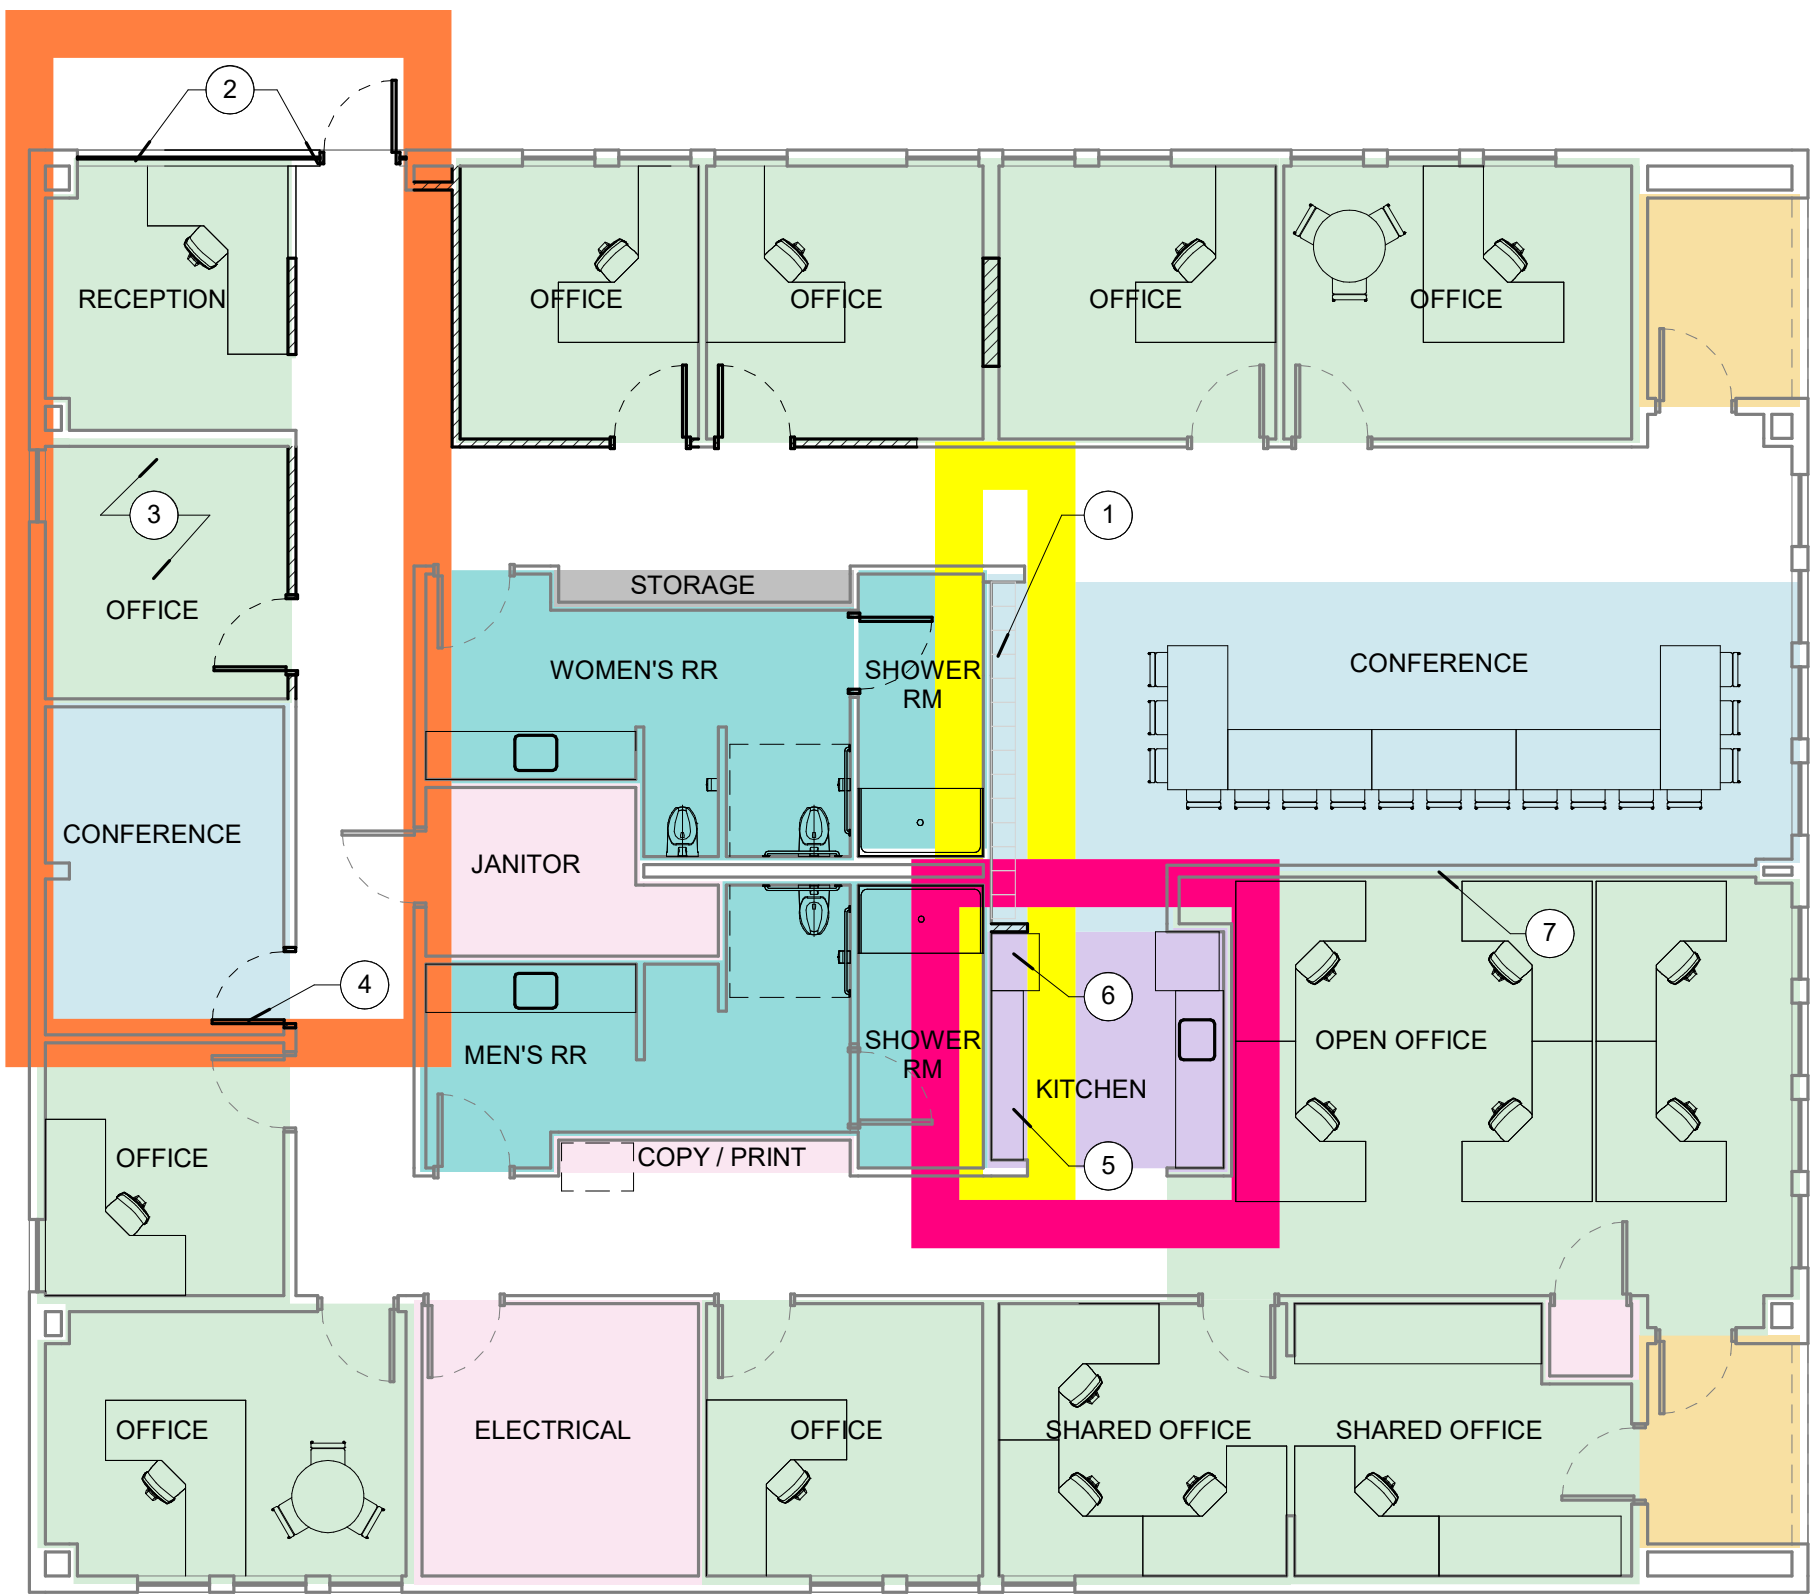 2
RECEPTION
OFFICE
OFFICE
OFFICE
OFFICE
3
1
OFFICE
STORAGE
WOMEN'S RR
SHOWER
RM
CONFERENCE
CONFERENCE
JANITOR
7
4
6
MEN'S RR
SHOWER
RM
KITCHEN
OPEN OFFICE
OFFICE
COPY / PRINT
5
OFFICE
ELECTRICAL
OFFICE
SHARED OFFICE
SHARED OFFICE